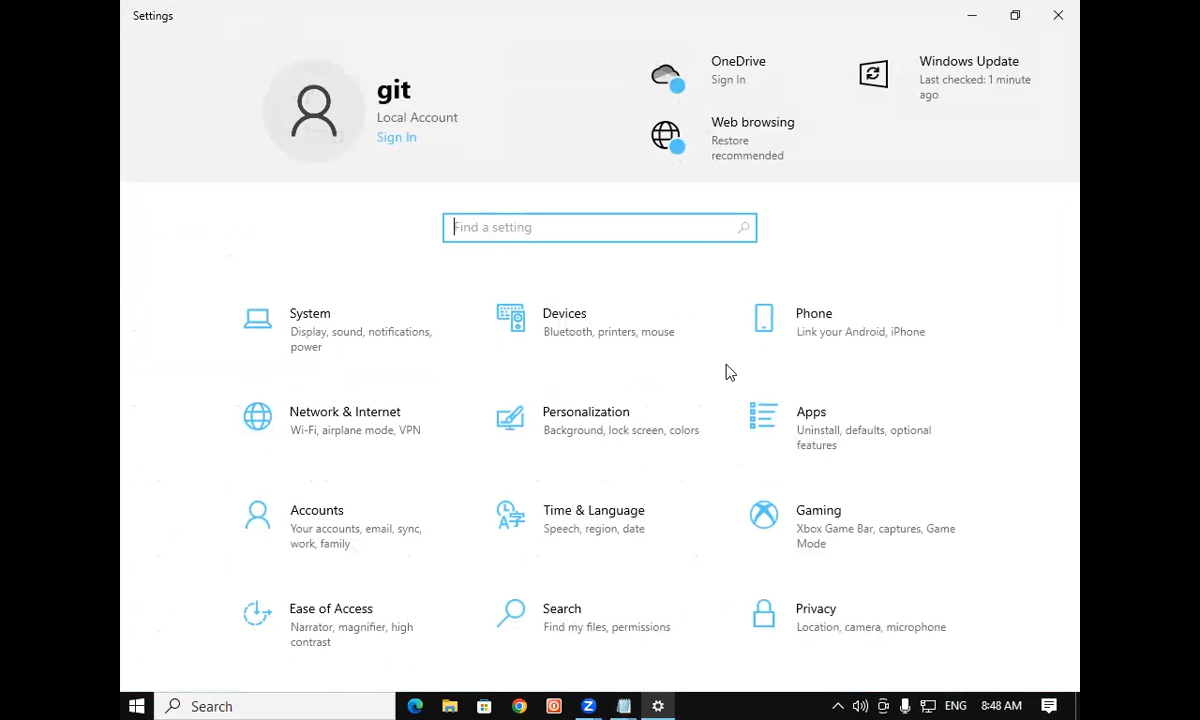 Settings
git
Local Account
Sign In
OneDrive
Sign In
Web browsing
Restore
recommended
Windows Update
Last checked: 1 minute
ago
Find a setting
System
Display, sound, notifications,
power
Devices
Bluetooth, printers, mouse
Phone
Link your Android, iPhone
Network & Internet
Wi-Fi, airplane mode, VPN
Personalization
Background, lock screen, colors
Apps
Uninstall, defaults, optional
features
Accounts
Your accounts, email, sync,
work, family
Time & Language
Speech, region, date
Gaming
Xbox Game Bar, captures, Game
Mode
Ease of Access
Narrator, magnifier, high
contrast
Search
Find my files, permissions
Privacy
Location, camera, microphone
Search
ENG
8:48 AM